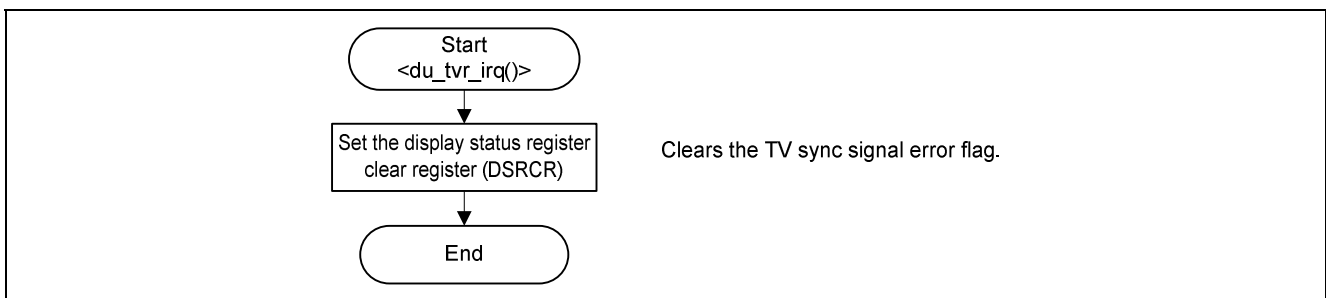 Start
<du_tvr_irq()>
Set the display status register
clear register (DSRCR)
Clears the TV sync signal error flag.
End